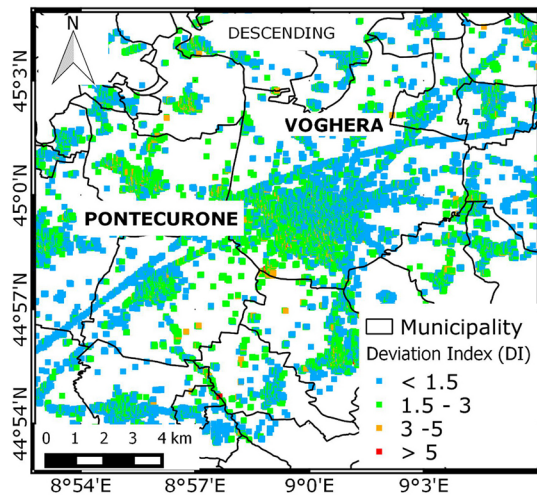 N
DESCENDING
VOGHERA
PONTECURONE
45°3'N
45°0'N
44°57'N
44°54'N
Municipality
Deviation Index (DI)
< 1.5
1.5 - 3
3 -5
> 5
0 1 2 3 4 km
8°54'E 8°57'E 9°0'E 9°3'E